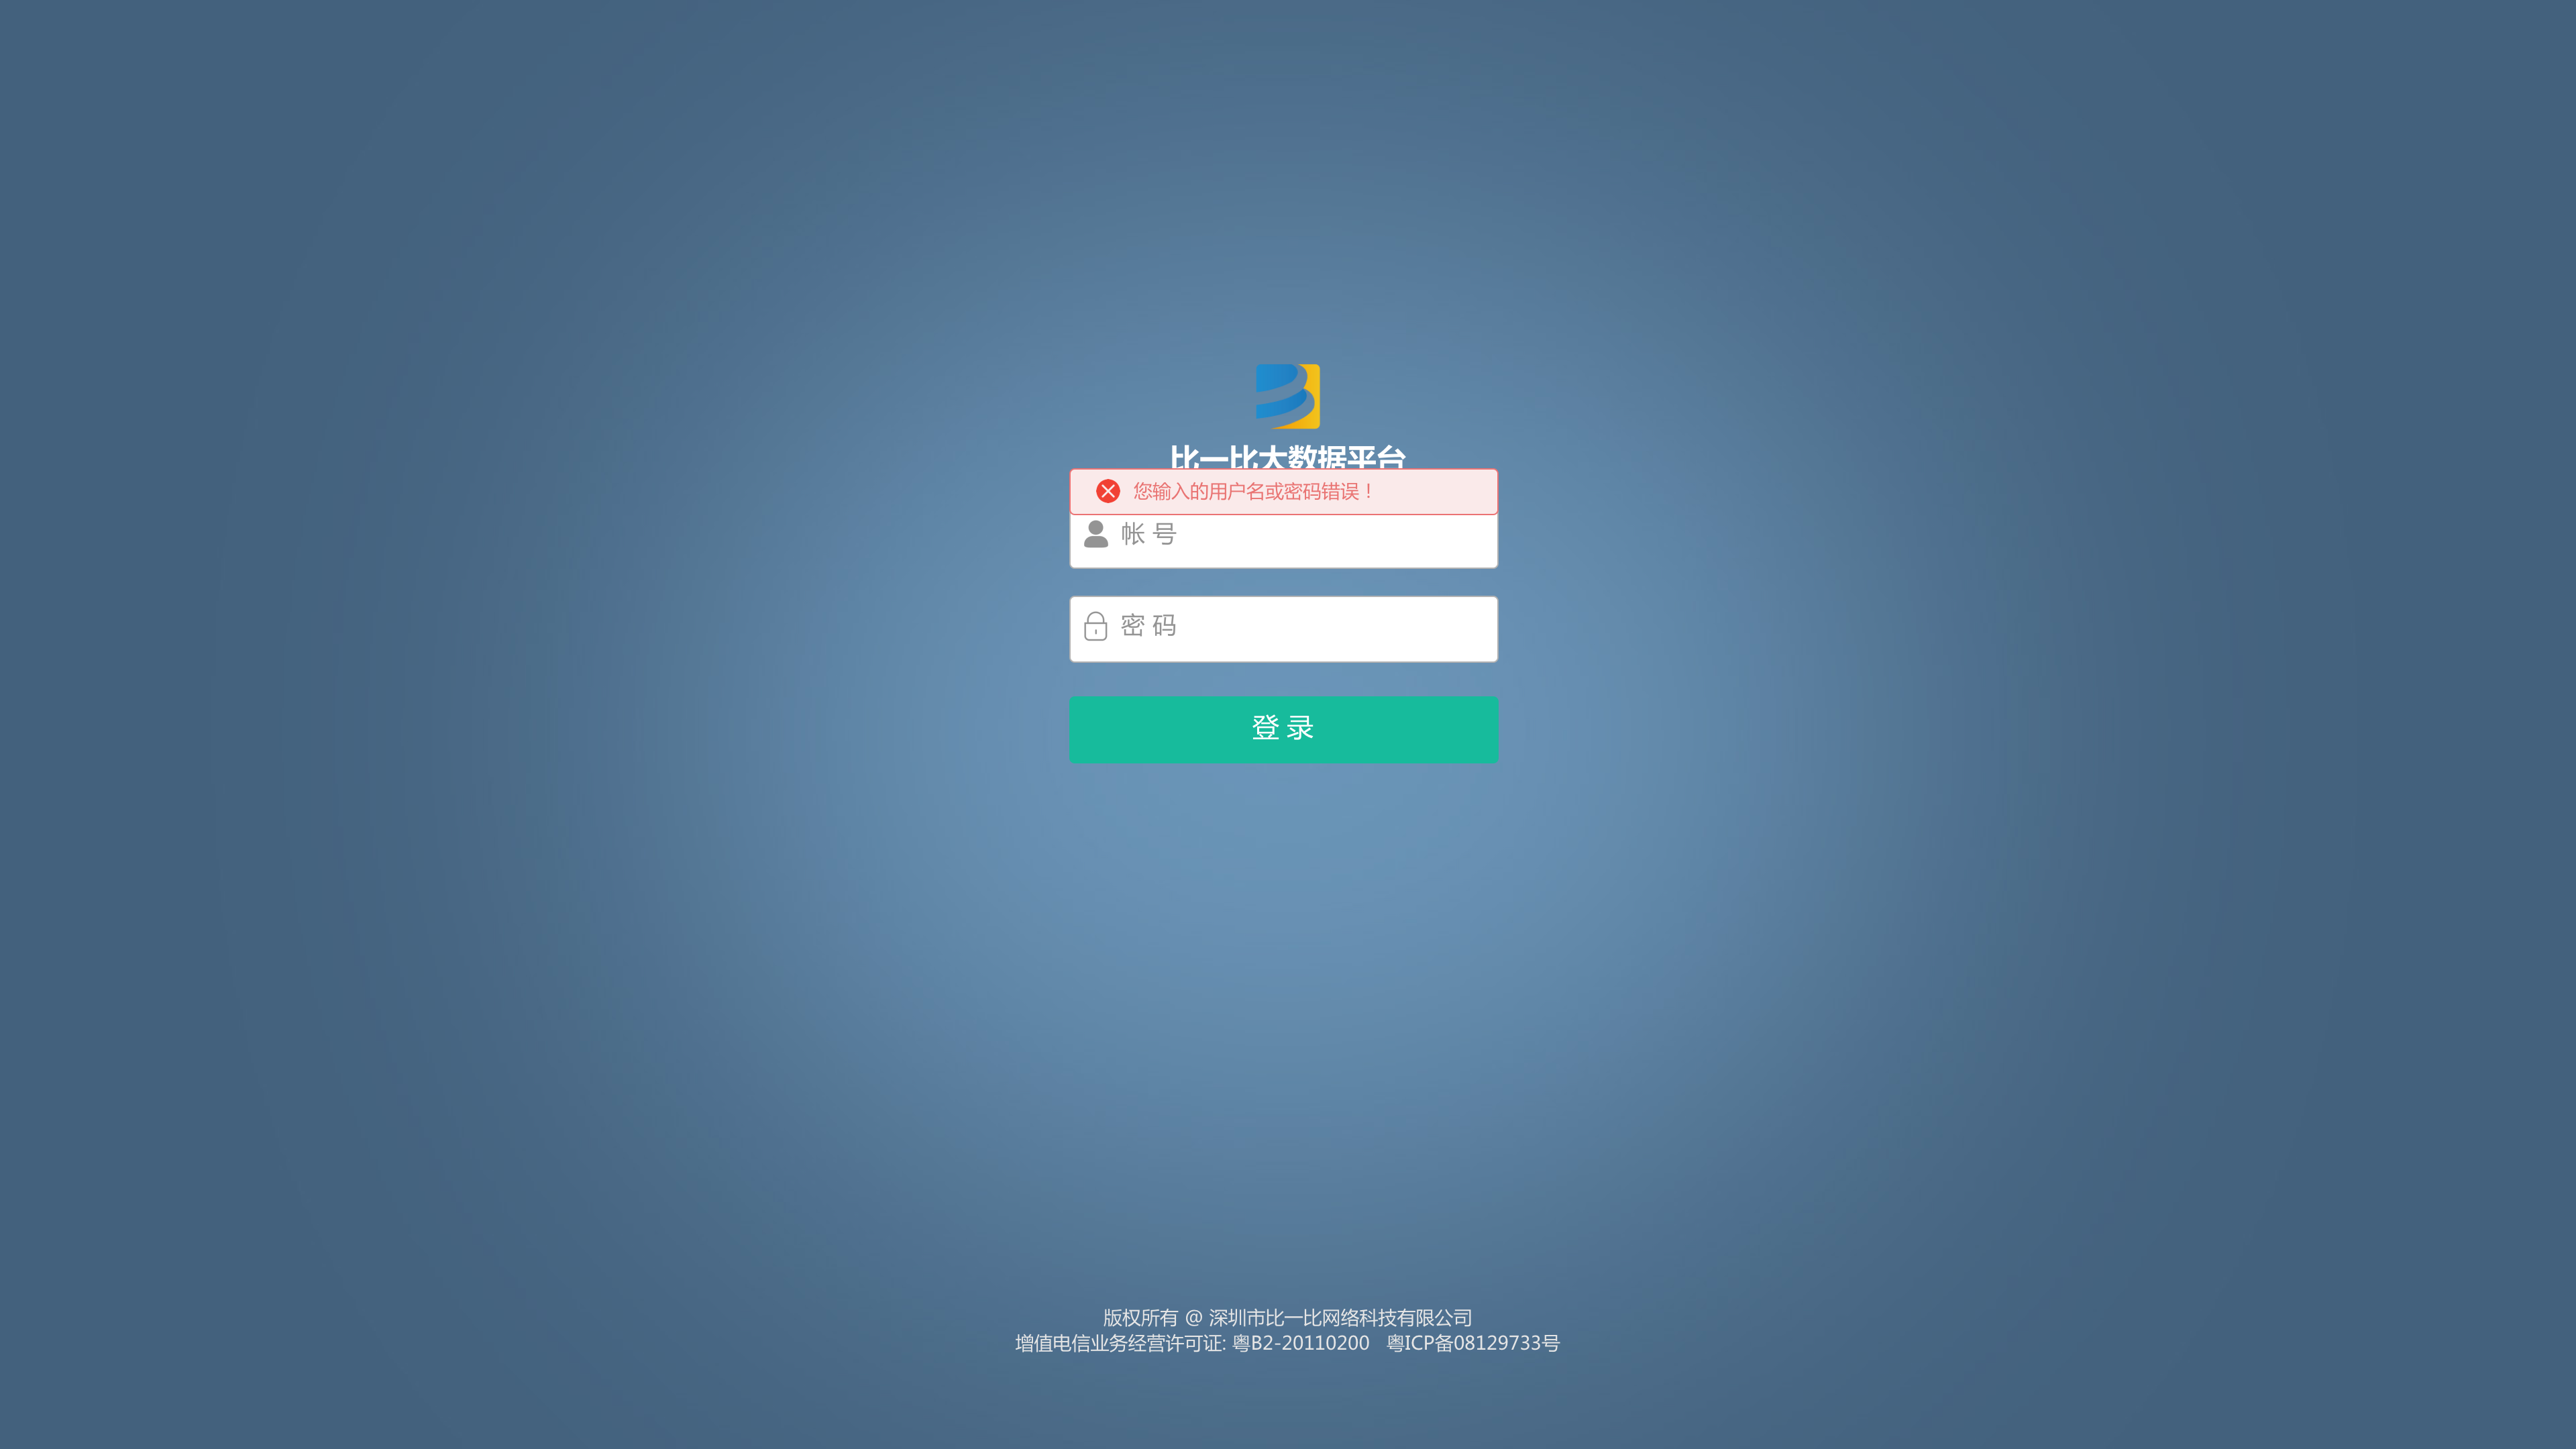 比一比大数据平台
您输入的用户名或密码错误！
帐 号
密 码
登 录
版权所有 @ 深圳市比一比网络科技有限公司
增值电信业务经营许可证: 粤B2-20110200 粤ICP备08129733号